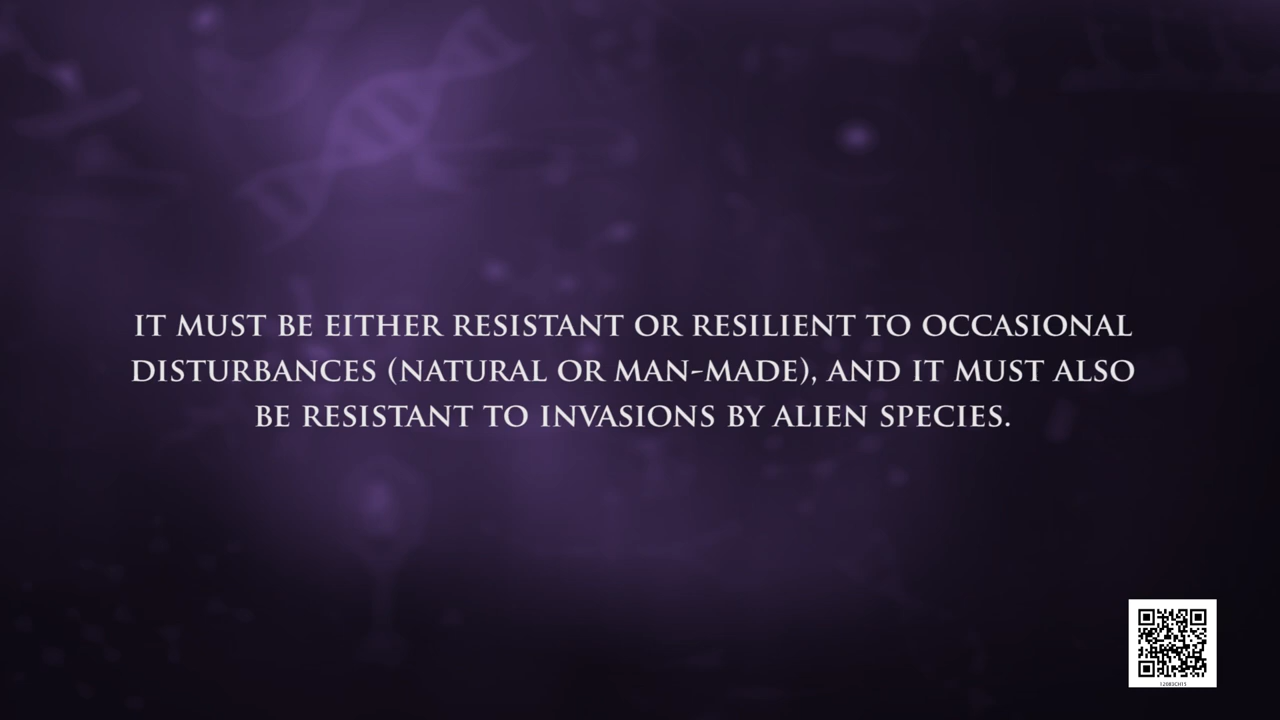 IT MUST BE EITHER RESISTANT OR RESILIENT TO OCCASIONAL
DISTURBANCES (NATURAL OR MAN-MADE), AND IT MUST ALSO
BE RESISTANT TO INVASIONS BY ALIEN SPECIES.
12083CH15